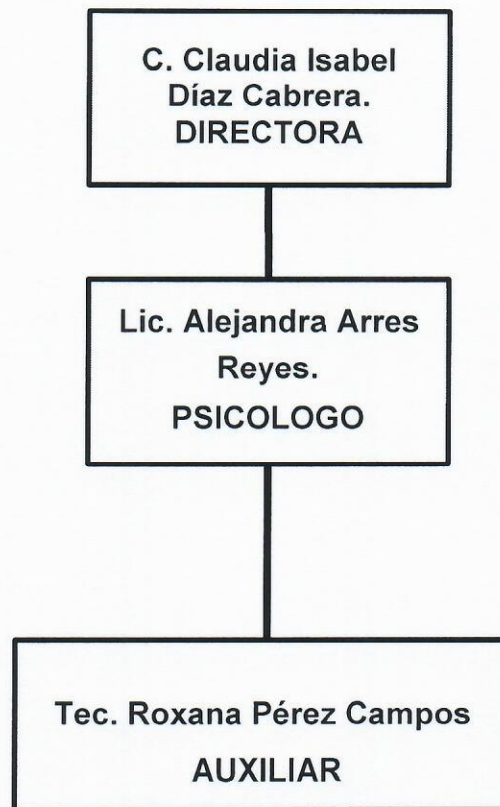 C. Claudia Isabel
Díaz Cabrera.
DIRECTORA
Lic. Alejandra Arres
Reyes.
PSICOLOGO
Tec. Roxana Pérez Campos
AUXILIAR